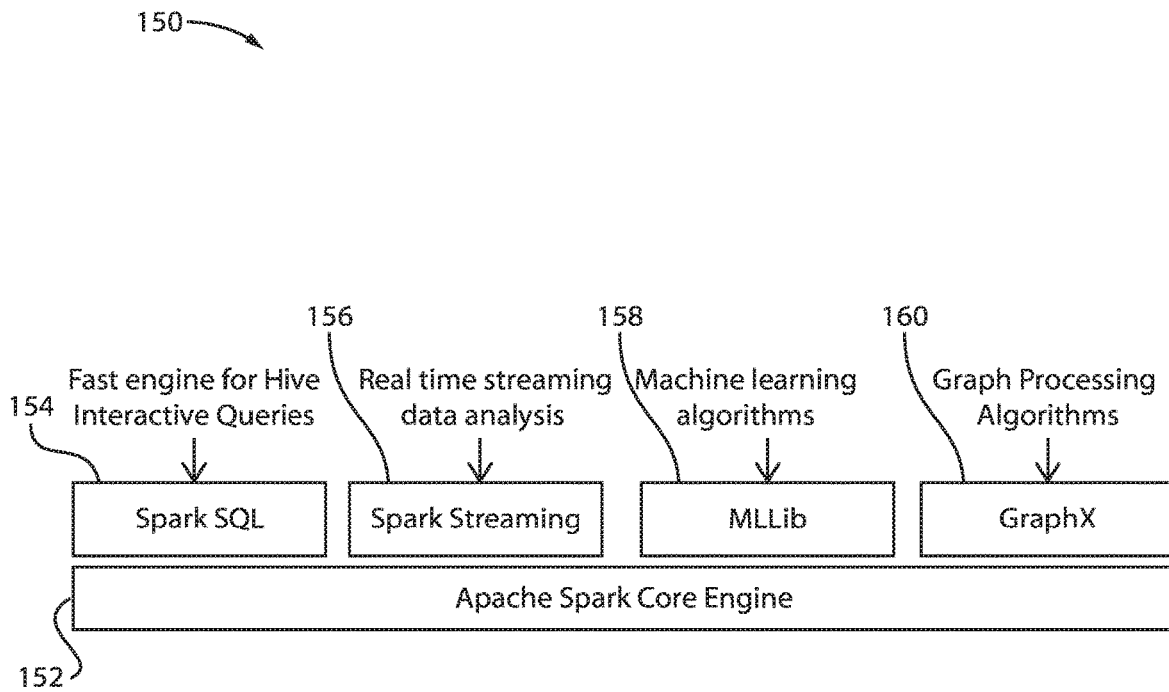 150
156
158
160
154
Fast engine for Hive
Interactive Queries
Real time streaming
data analysis
Machine learning
algorithms
Graph Processing
Algorithms
Spark SQL
Spark Streaming
MLLib
GraphX
Apache Spark Core Engine
152